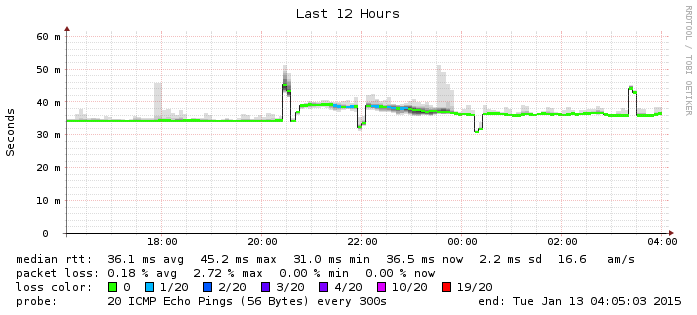 Last 12 Hours
RRDTOOL / TOBI OETIKER
Seconds
60 m
50 m
40 m
30 m
20 m
10 m
0
18:00 20:00 22:00 00:00 02:00 04:00
median rtt: 36.1 ms avg 45.2 ms max 31.0 ms min 36.5 ms now 2.2 ms sd 16.6 am/s
packet loss: 0.18 % avg 2.72 % max 0.00 % min 0.00 % now
loss color: 0 1/20 2/20 3/20 4/20 10/20 19/20
probe: 20 ICMP Echo Pings (56 Bytes) every 300s end: Tue Jan 13 04:05:03 2015